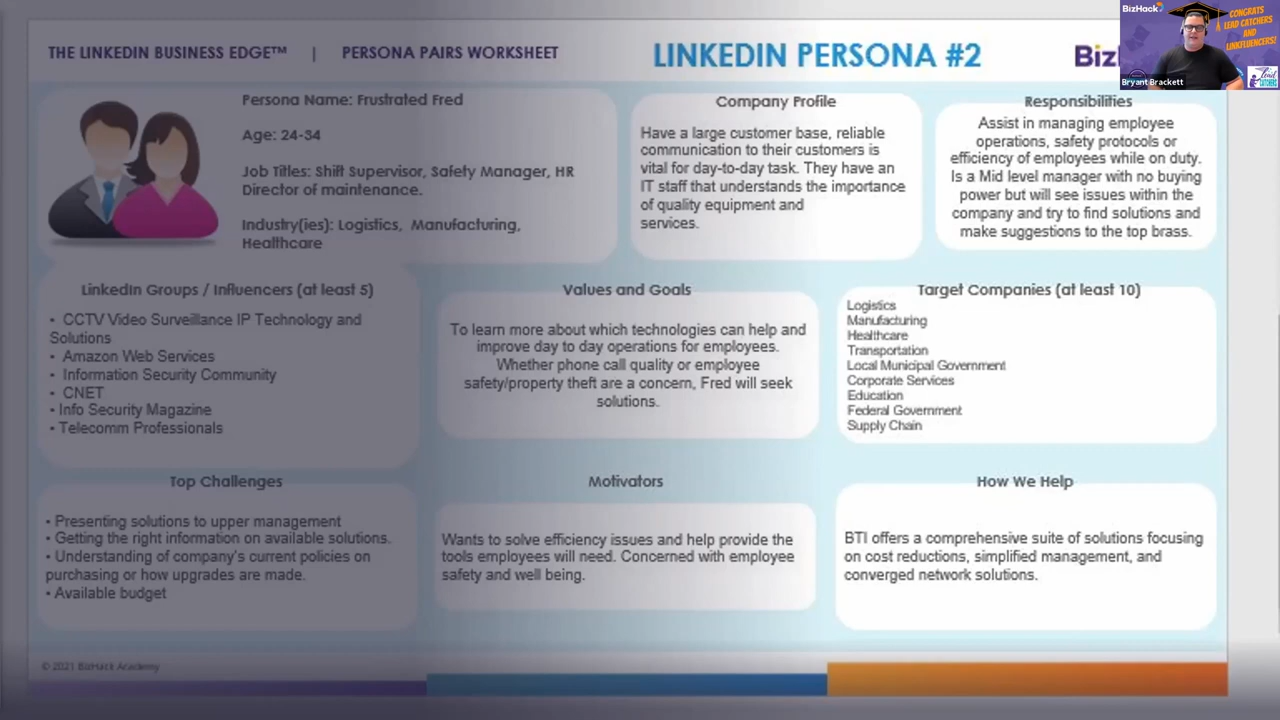 THE LINKEDIN BUSINESS EDGE™ | PERSONA PAIRS WORKSHEET
LINKEDIN PERSONA #2
Biz
BizHack
CONGRATS
LEAD CATCHERS
AND
LINKFLUENCERS!
Lead
CATCHERS
Bryant Brackett
Persona Name: Frustrated Fred
Age: 24-34
Job Titles: Shift Supervisor, Safety Manager, HR
Director of maintenance.
Industry(ies): Logistics, Manufacturing,
Healthcare
Company Profile
Have a large customer base, reliable
communication to their customers is
vital for day-to-day task. They have an
IT staff that understands the importance
of quality equipment and
services.
Responsibilities
Assist in managing employee
operations, safety protocols or
efficiency of employees while on duty.
Is a Mid level manager with no buying
power but will see issues within the
company and try to find solutions and
make suggestions to the top brass.
LinkedIn Groups / Influencers (at least 5)
• CCTV Video Surveillance IP Technology and
Solutions
• Amazon Web Services
• Information Security Community
• CNET
• Info Security Magazine
• Telecomm Professionals
Values and Goals
To learn more about which technologies can help and
improve day to day operations for employees.
Whether phone call quality or employee
safety/property theft are a concern, Fred will seek
solutions.
Target Companies (at least 10)
Logistics
Manufacturing
Healthcare
Transportation
Local Municipal Government
Corporate Services
Education
Federal Government
Supply Chain
Top Challenges
• Presenting solutions to upper management
• Getting the right information on available solutions.
• Understanding of company's current policies on
purchasing or how upgrades are made.
• Available budget
Motivators
Wants to solve efficiency issues and help provide the
tools employees will need. Concerned with employee
safety and well being.
How We Help
BTI offers a comprehensive suite of solutions focusing
on cost reductions, simplified management, and
converged network solutions.
© 2021 BizHack Academy